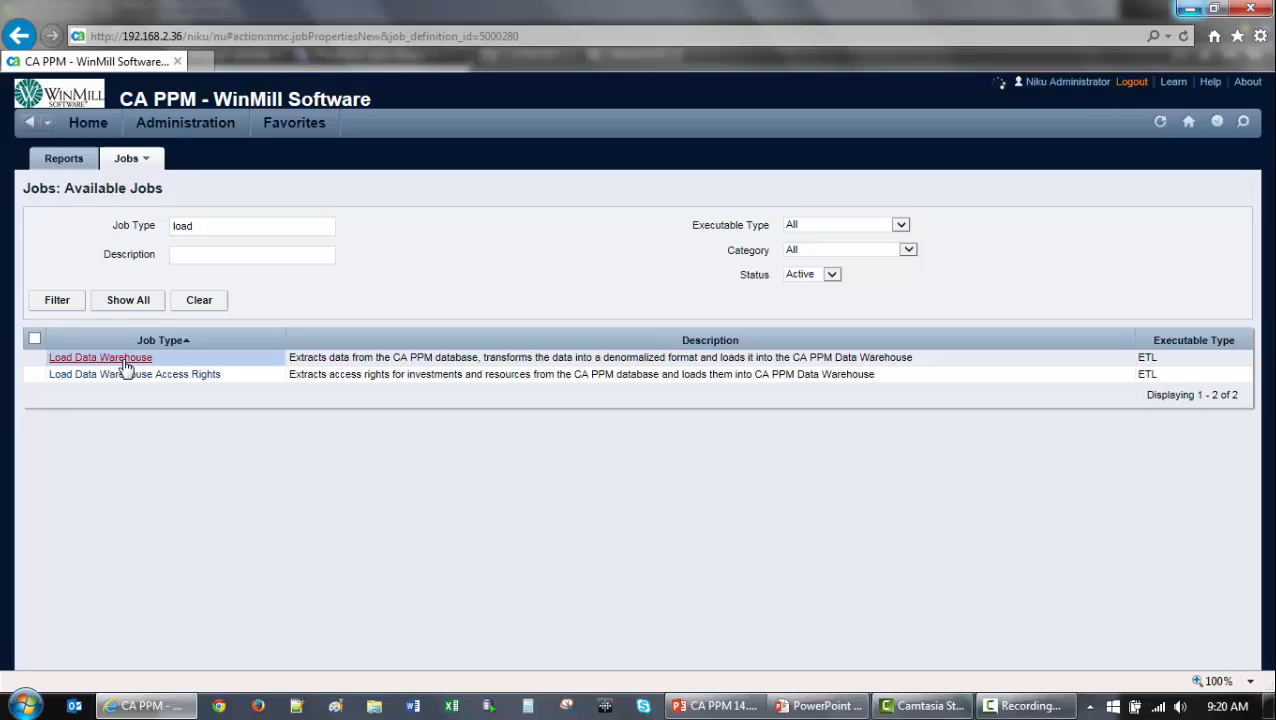 http://192.168.2.36/niku/nu#action:nmc.jobPropertiesNew&job_definition_id=5000280
CA PPM - WinMill Software...
WINMILL
SOFTWARE
CA PPM - WinMill Software
Niku Administrator Logout | Learn | Help | About
Home Administration Favorites
Reports Jobs
Jobs: Available Jobs
Job Type load
Description
Executable Type All
Category All
Status Active
Filter Show All Clear
Job Type Description Executable Type
Load Data Warehouse Extracts data from the CA PPM database, transforms the data into a denormalized format and loads it into the CA PPM Data Warehouse ETL
Load Data Warehouse Access Rights Extracts access rights for investments and resources from the CA PPM database and loads them into CA PPM Data Warehouse ETL
Displaying 1 - 2 of 2
100%
CA PPM - ... CA PPM 14.... PowerPoint ... Camtasia St... Recording... 9:20 AM